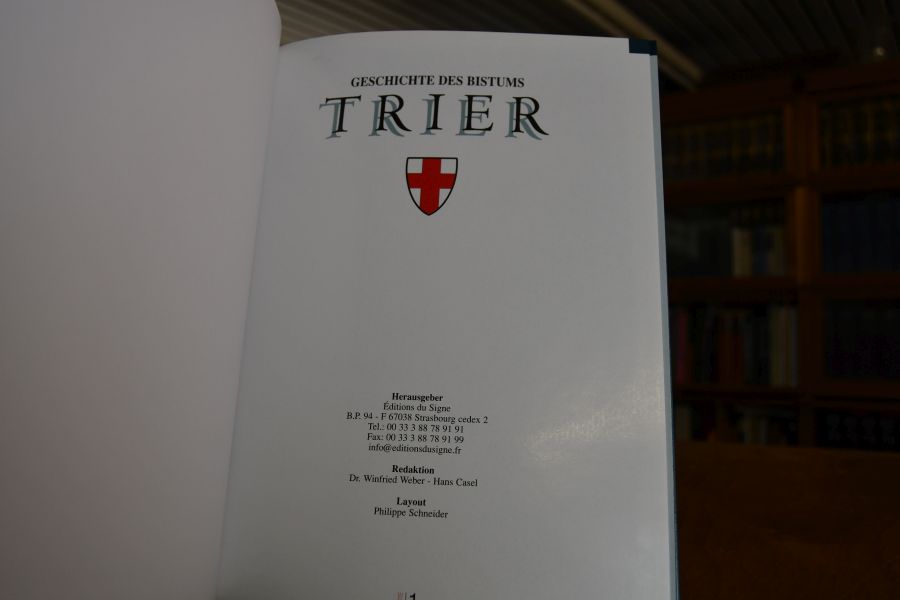 GESCHICHTE DES BISTUMS
TRIER
Herausgeber
Éditions du Signe
B.P. 94 - F 67038 Strasbourg cedex 2
Tel.: 00 33 3 88 78 91 91
Fax: 00 33 3 88 78 91 99
info@editionsdusigne.fr
Redaktion
Dr. Winfried Weber - Hans Casel
Layout
Philippe Schneider
1